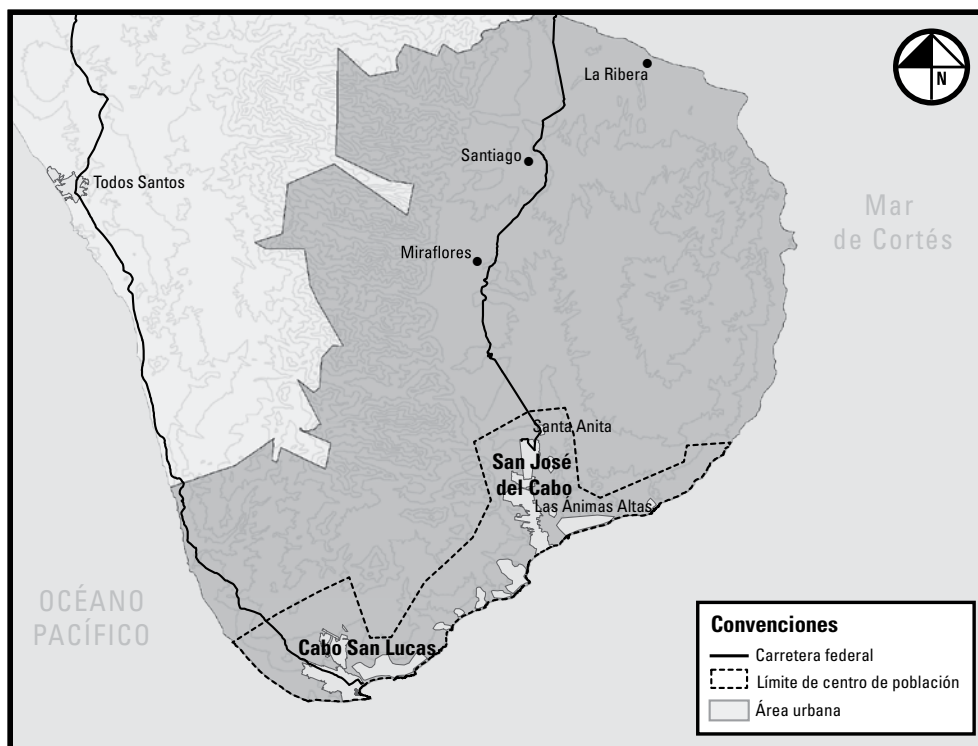 La Ribera
N
Santiago
Todos Santos
Mar
de Cortés
Miraflores
Santa Anita
San José
del Cabo
Las Ánimas Altas
OCÉANO
PACÍFICO
Cabo San Lucas
Convenciones
Carretera federal
Límite de centro de población
Área urbana